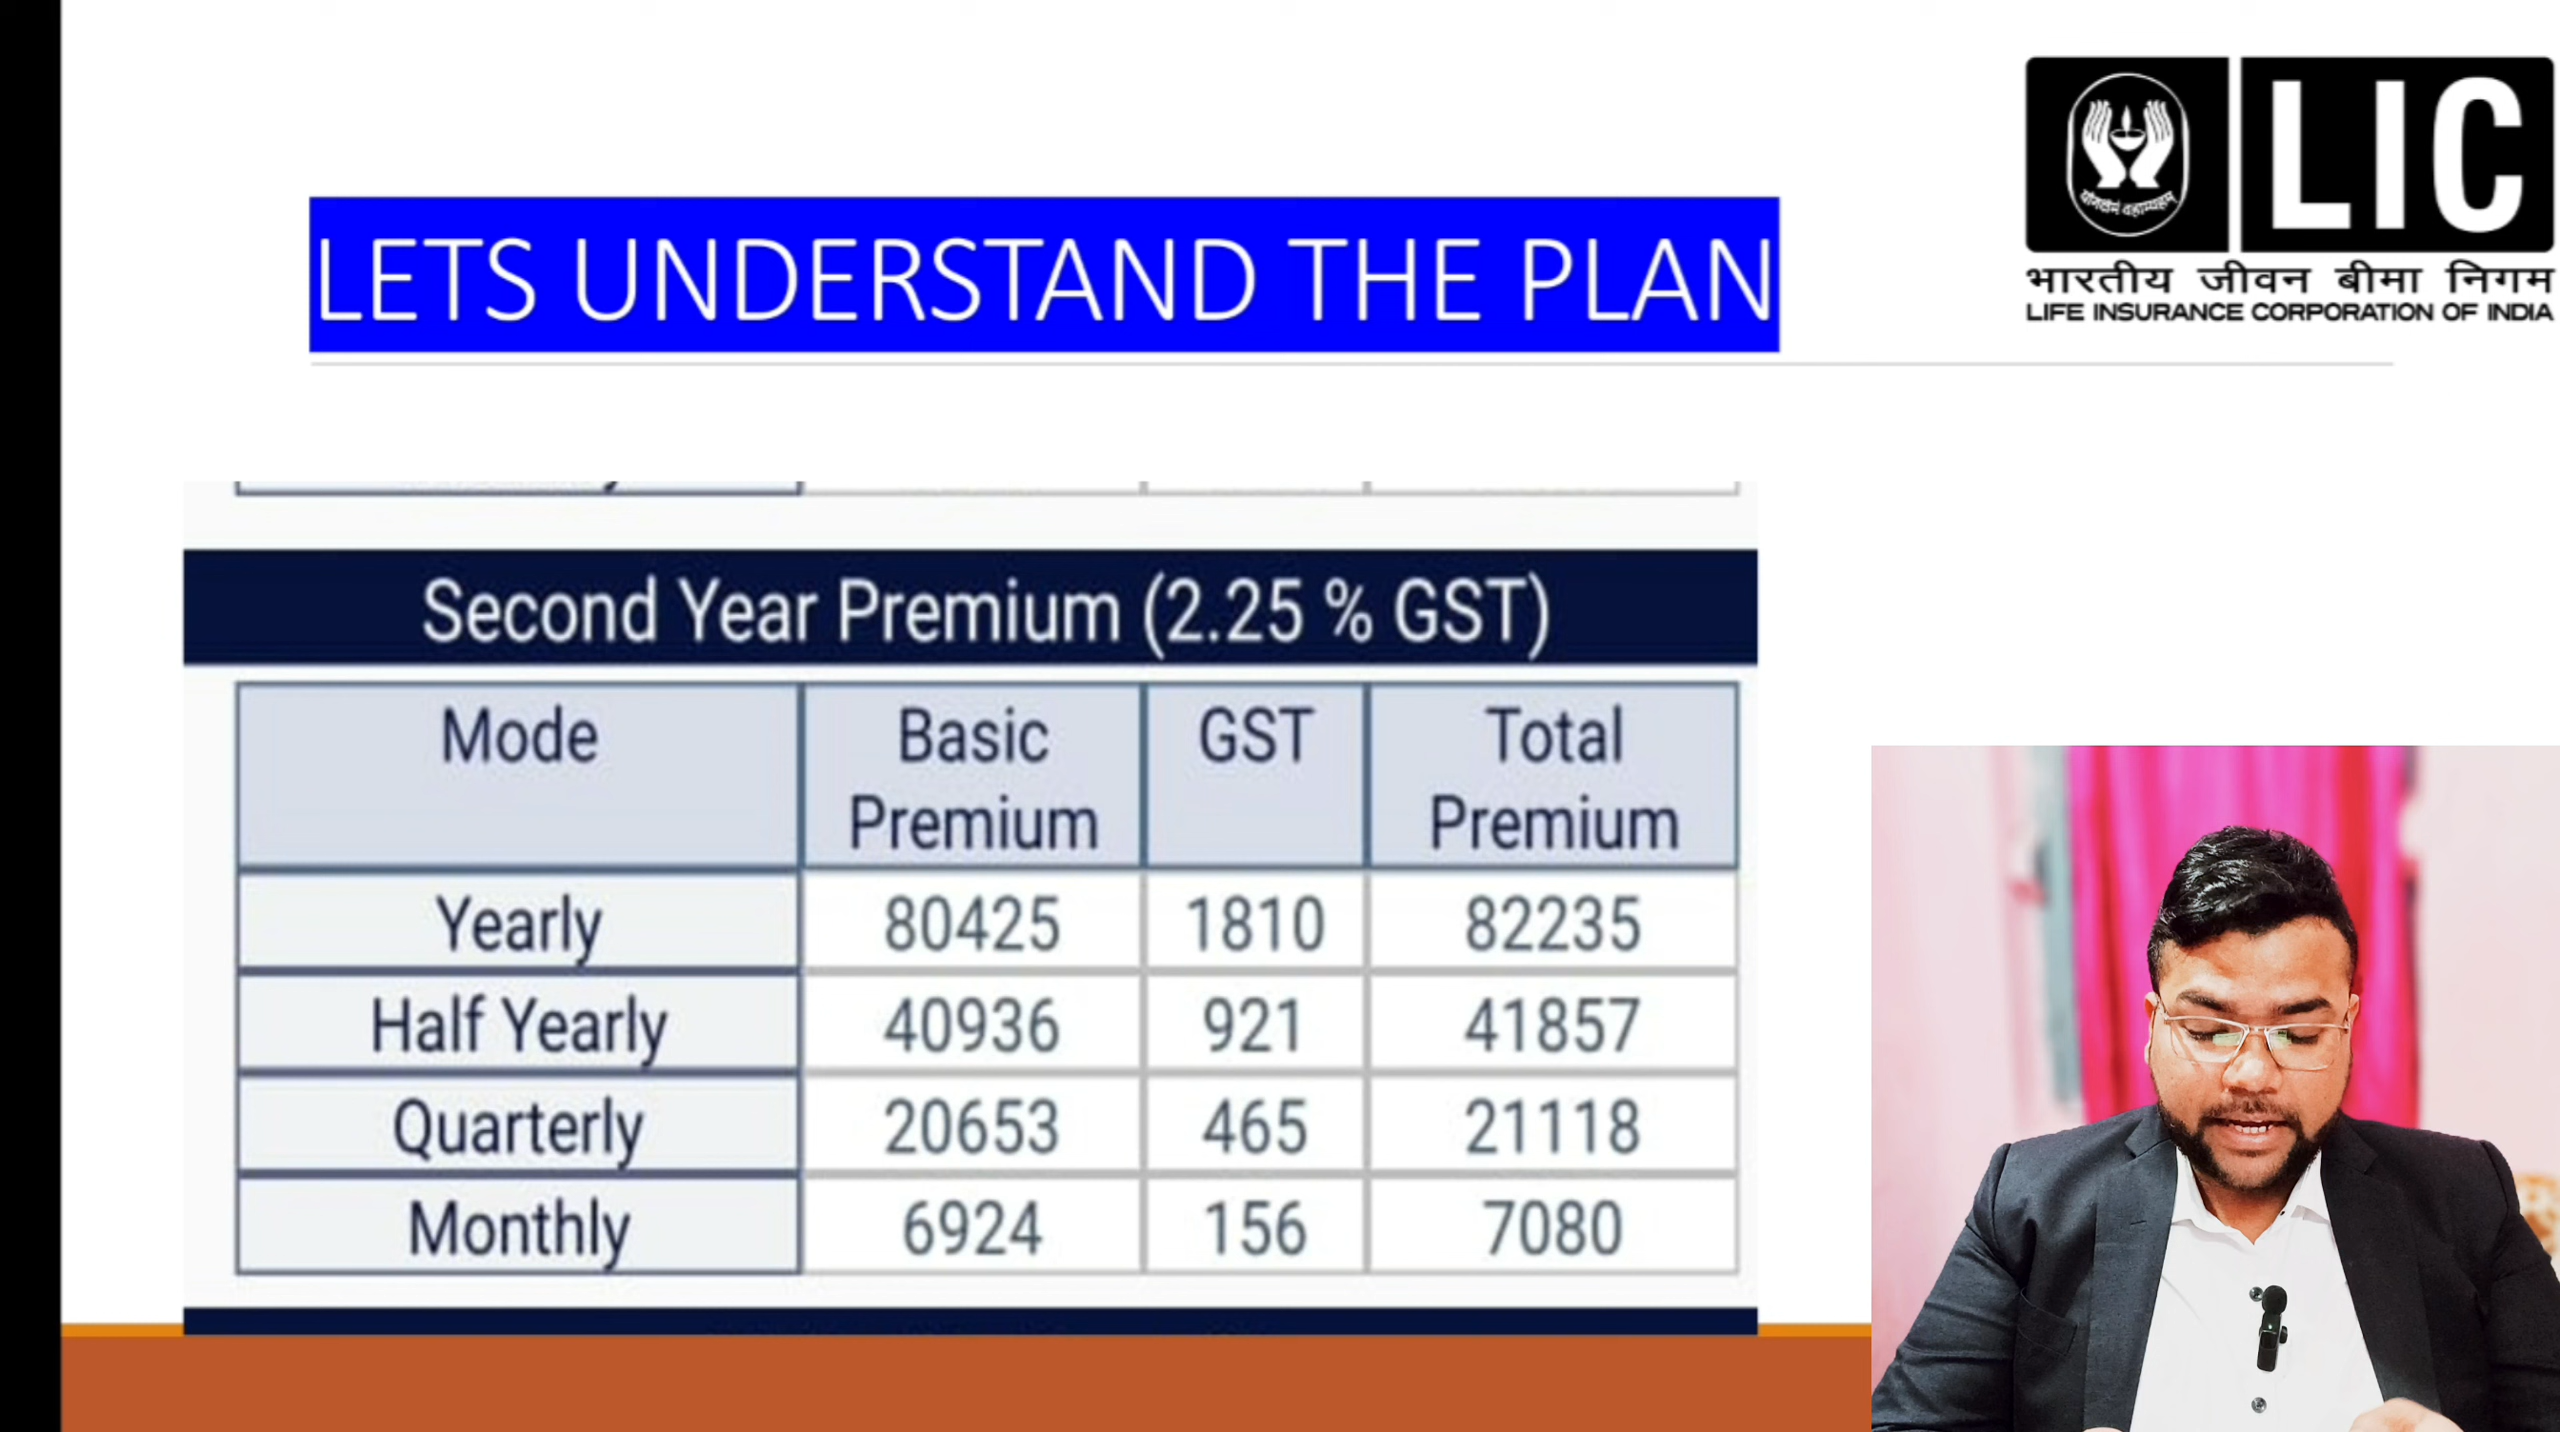 LIC
भारतीय जीवन बीमा निगम
LIFE INSURANCE CORPORATION OF INDIA
LETS UNDERSTAND THE PLAN
Second Year Premium (2.25 % GST)
Mode Basic Premium GST Total Premium
Yearly 80425 1810 82235
Half Yearly 40936 921 41857
Quarterly 20653 465 21118
Monthly 6924 156 7080